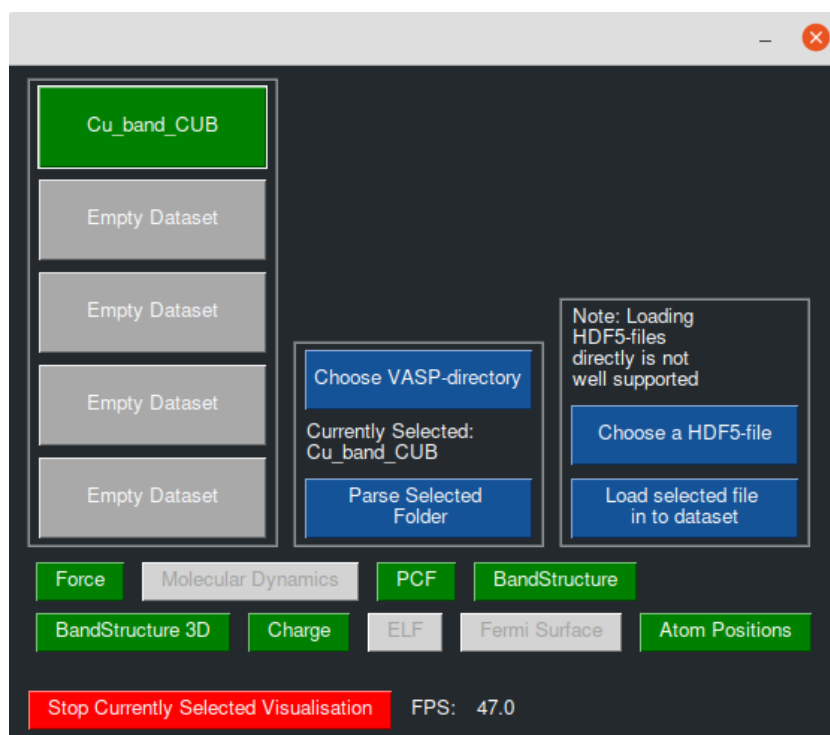 Cu_band_CUB
Empty Dataset
Empty Dataset
Empty Dataset
Empty Dataset
Choose VASP-directory
Currently Selected:
Cu_band_CUB
Parse Selected
Folder
Note: Loading
HDF5-files
directly is not
well supported
Choose a HDF5-file
Load selected file
in to dataset
Force
Molecular Dynamics
PCF
BandStructure
BandStructure 3D
Charge
ELF
Fermi Surface
Atom Positions
Stop Currently Selected Visualisation
FPS: 47.0